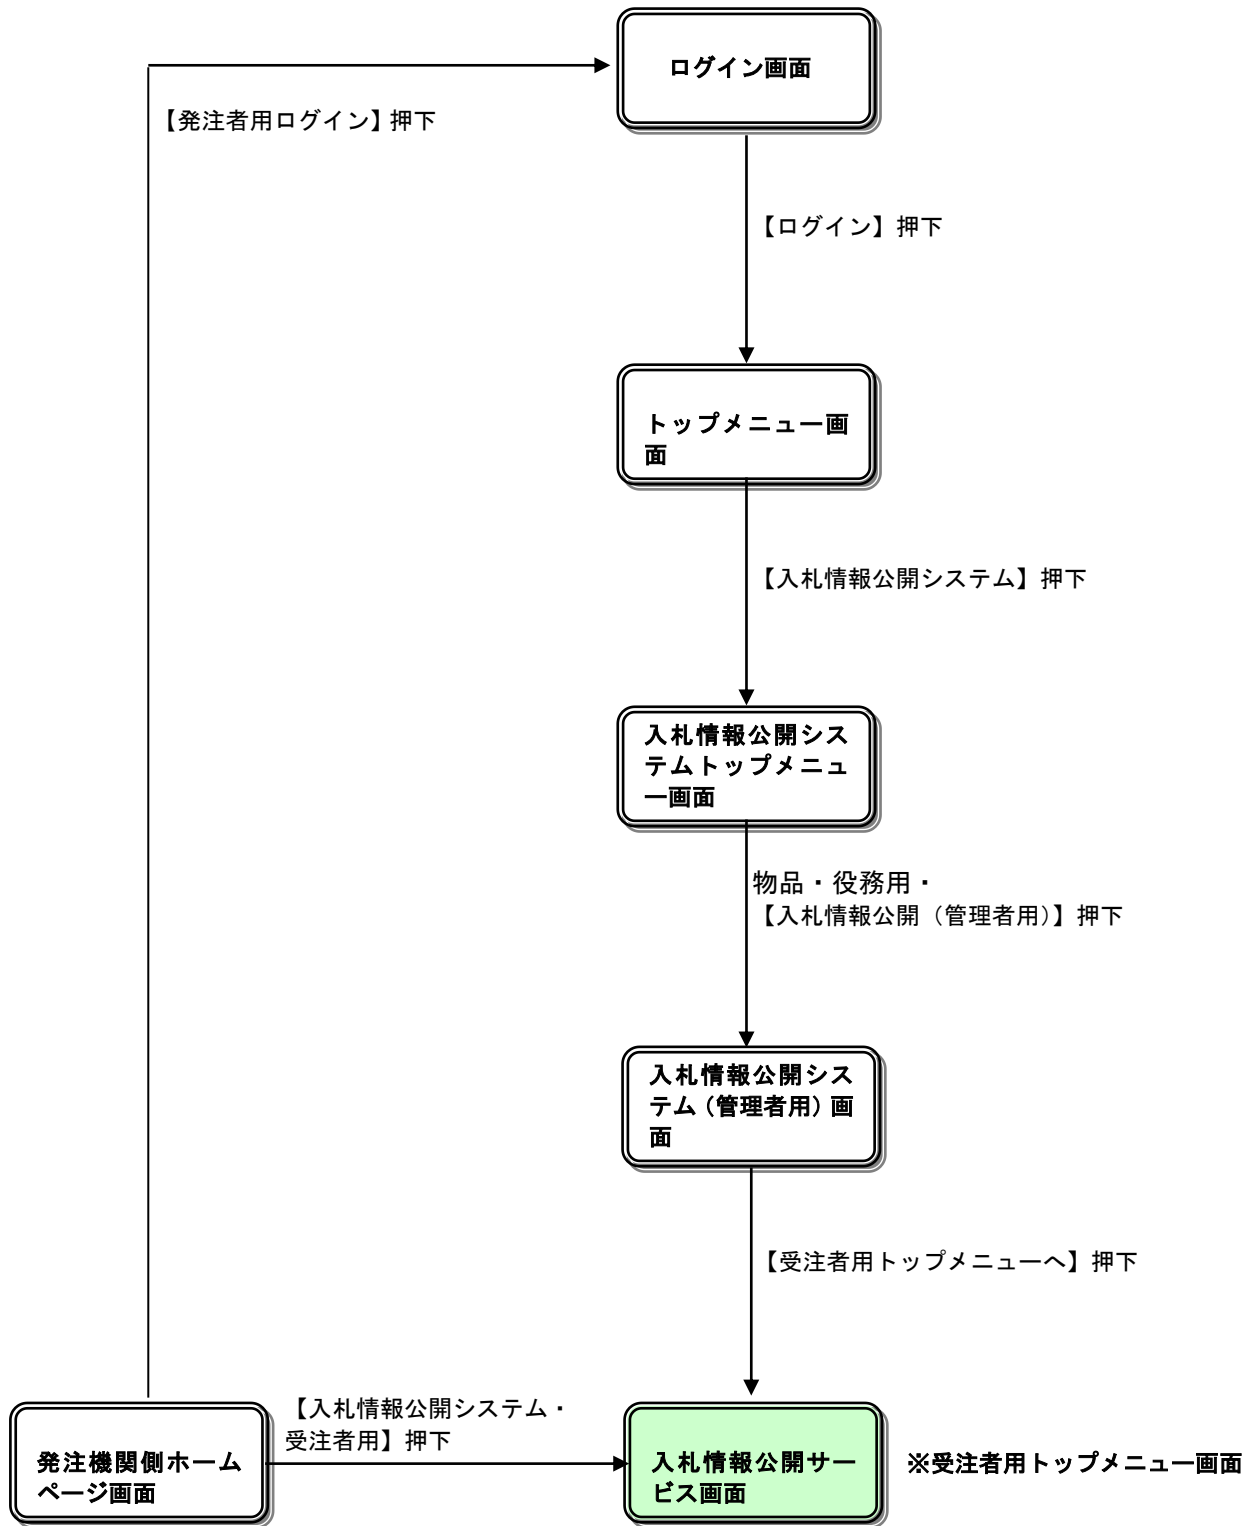 ログイン画面
【発注者用ログイン】押下
【ログイン】押下
トップメニュー画
面
【入札情報公開システム】押下
入札情報公開シス
テムトップメニュ
ー画面
物品・役務用・
【入札情報公開（管理者用）】押下
入札情報公開シス
テム（管理者用）画
面
【受注者用トップメニューへ】押下
【入札情報公開システム・
受注者用】押下
発注機関側ホーム
ページ画面
入札情報公開サー
ビス画面
※受注者用トップメニュー画面